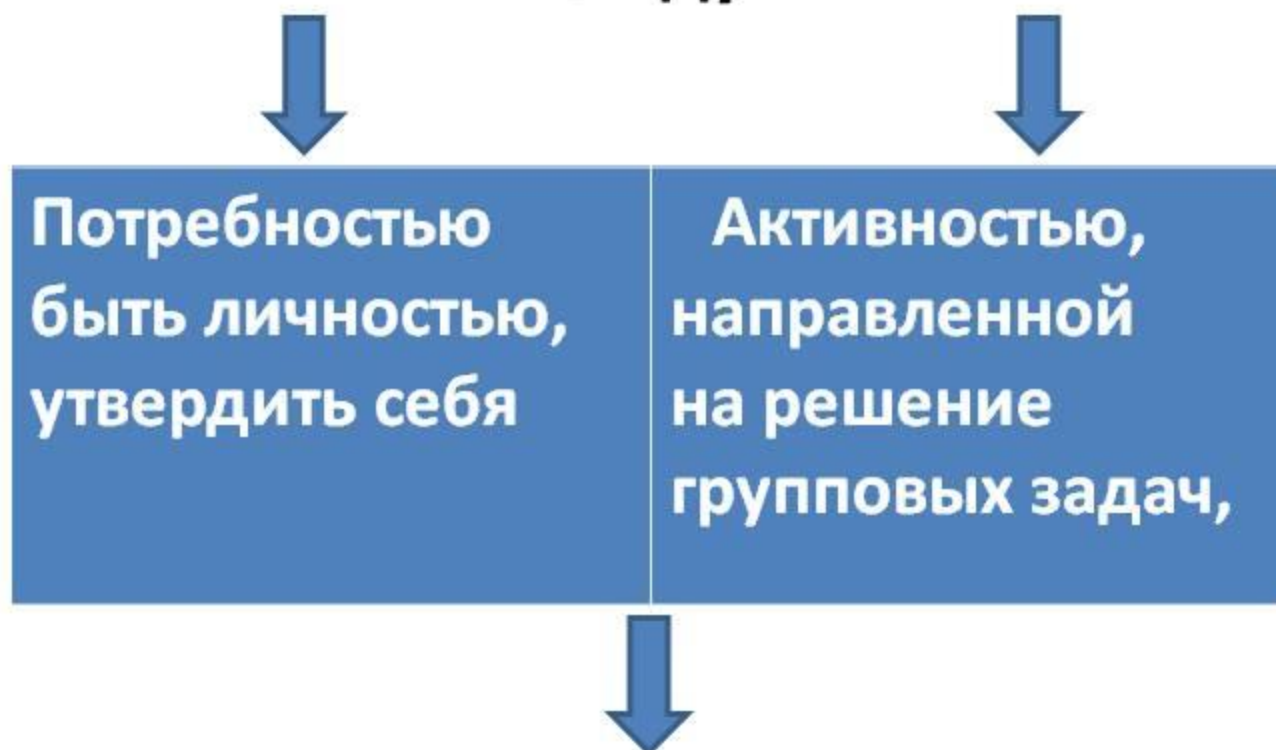 Потребностью
быть личностью,
утвердить себя
Активностью,
направленной
на решение
групповых задач,